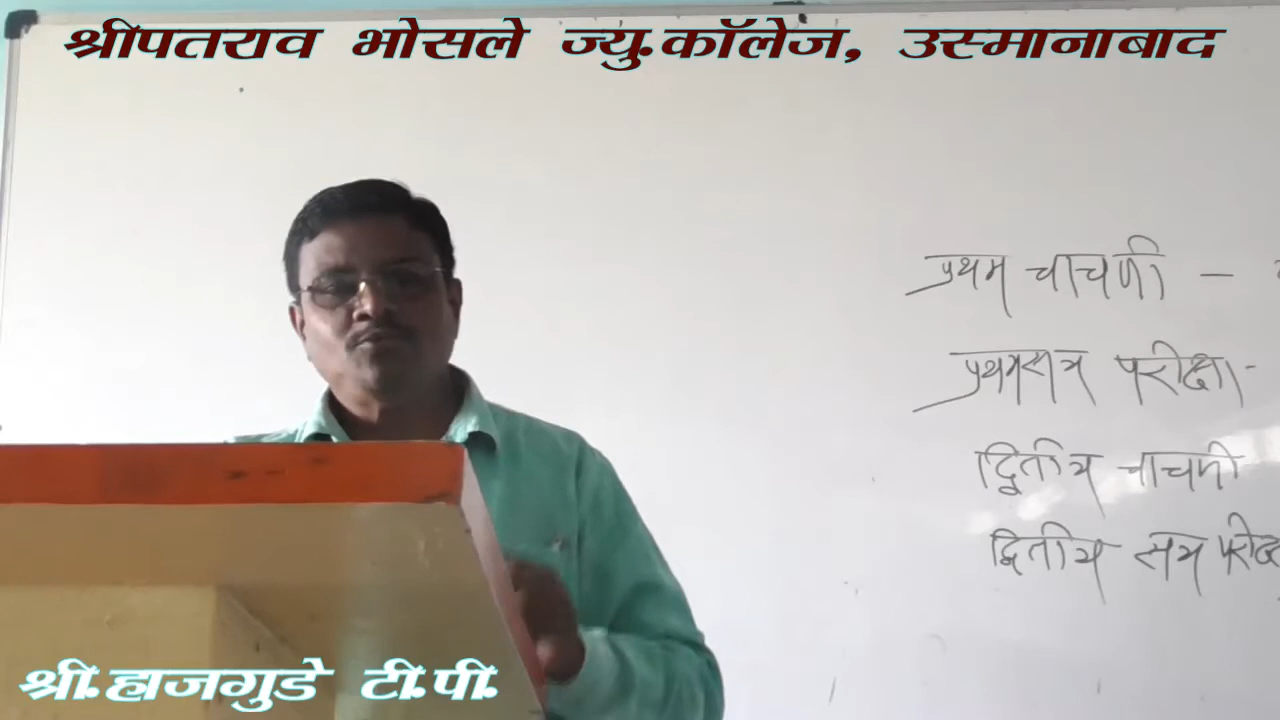 श्रीपतराव भोसले ज्यु.कॉलेज, उस्मानाबाद
प्रथम चाचणी -
प्रथमसत्र परीक्षा -
द्वितीय चाचणी
द्वितीय सत्र
श्री.हाजगुडे टी.पी.